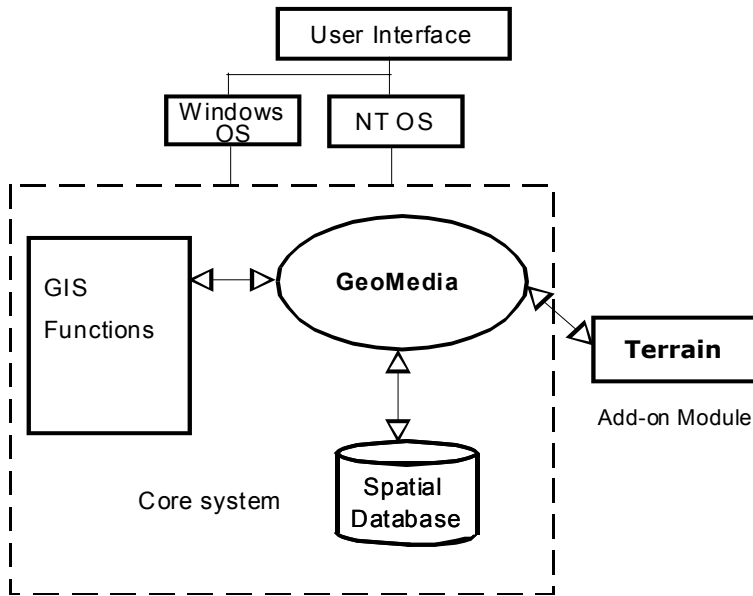 User Interface
Windows
OS
NT OS
GIS
Functions
GeoMedia
Terrain
Add-on Module
Core system
Spatial
Database